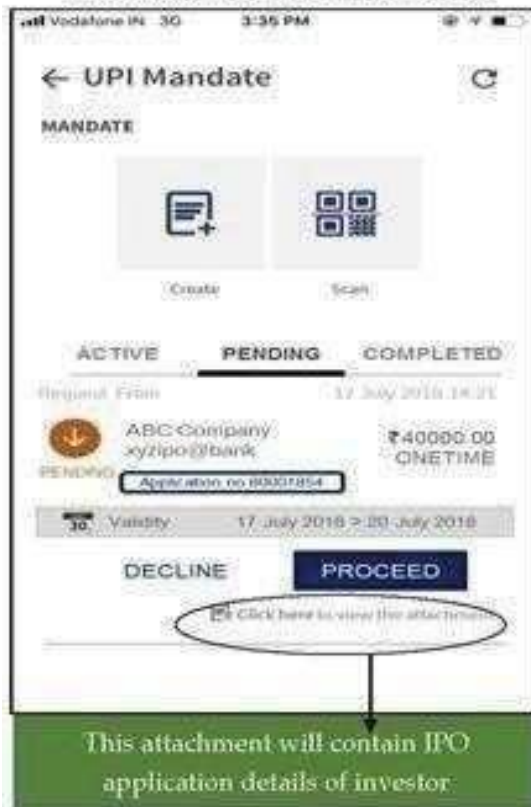 Vodafone IN 3G 3:35 PM
← UPI Mandate
MANDATE
Create Scan
ACTIVE PENDING COMPLETED
Request From 17 July 2018 14:21
ABC Company ₹40000.00
xyzipo@bank ONETIME
PENDING
Application no 80001854
30 Validity 17 July 2018 > 20 July 2018
DECLINE PROCEED
Click here to view the attachment
This attachment will contain IPO
application details of investor